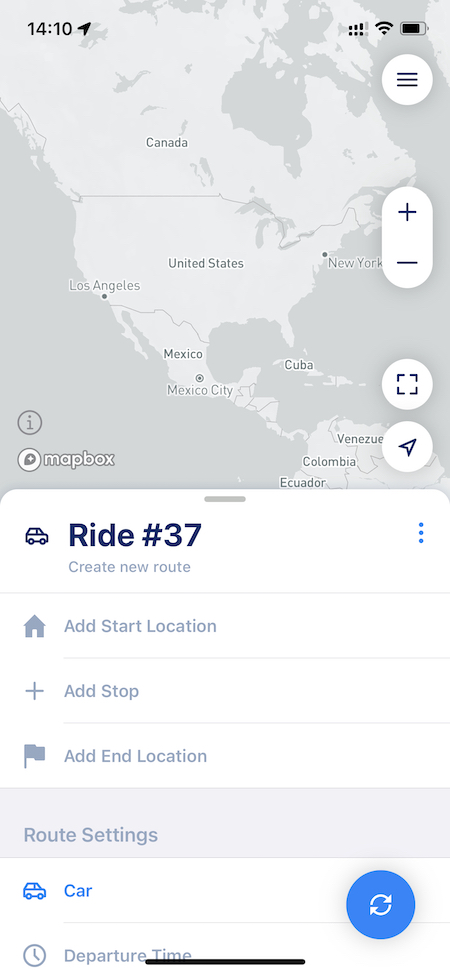 14:10
Canada
United States
New York
Los Angeles
Mexico
Cuba
Mexico City
Venezue
Colombia
mapbox
Ecuador
Ride #37
Create new route
Add Start Location
Add Stop
Add End Location
Route Settings
Car
Departure Time